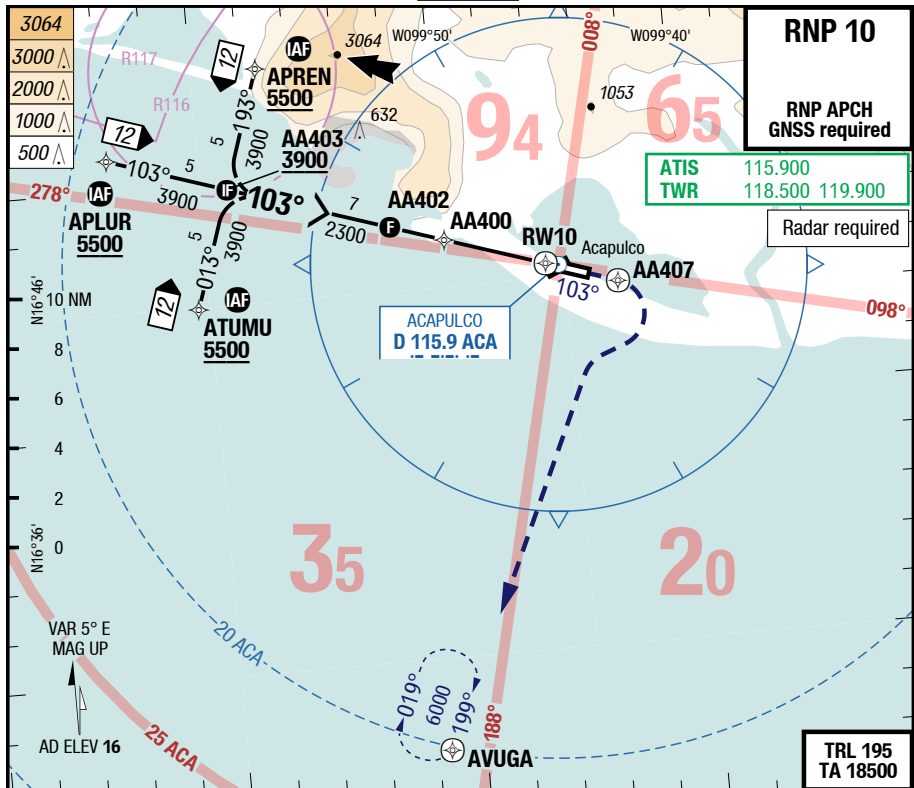 3064
3000
2000
1000
500
R117
R116
12
IAF
APREN
5500
3064
W099°50'
W099°40'
008°
RNP 10
RNP APCH
GNSS required
1053
632
94
65
ATIS 115.900
TWR 118.500 119.900
Radar required
193°
5
3900
AA403
3900
12
103°
5
3900
IF
103°
278°
IAF
APLUR
5500
7
2300
AA402
F
AA400
RW10
Acapulco
AA407
103°
098°
5
013°
3900
12
IAF
ATUMU
5500
N16°46'
10 NM
8
6
4
2
0
N16°36'
ACAPULCO
D 115.9 ACA
35
20
VAR 5° E
MAG UP
AD ELEV 16
20 ACA
25 ACA
019°
6000
199°
188°
AVUGA
TRL 195
TA 18500